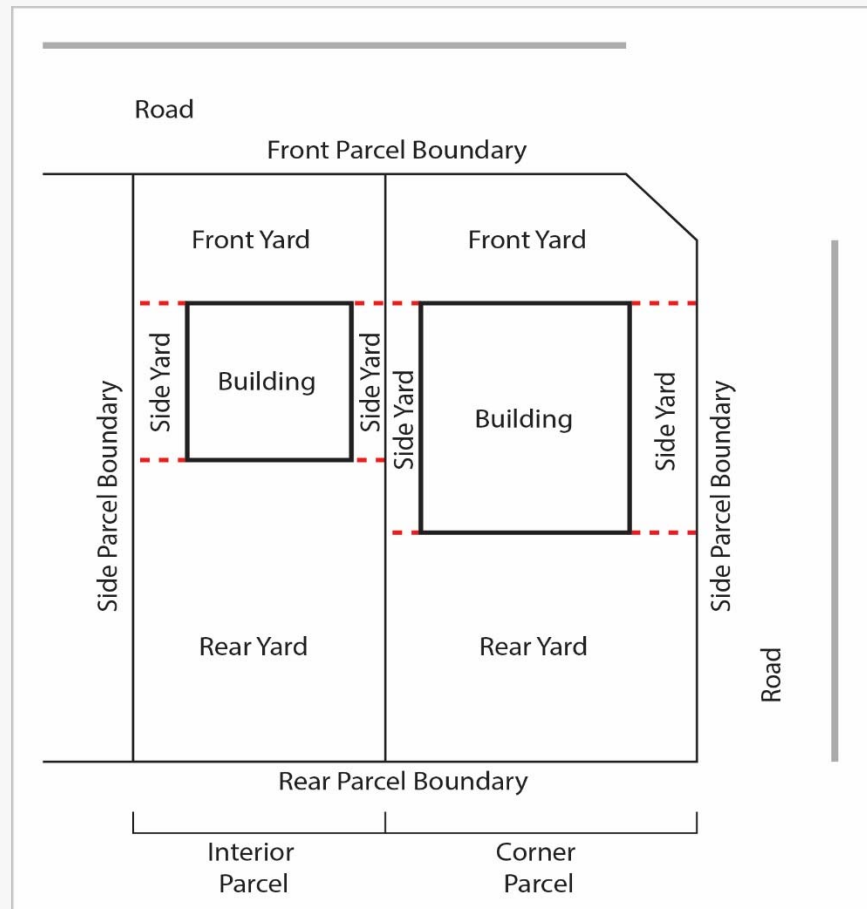 Road
Front Parcel Boundary
Front Yard
Front Yard
Side Yard
Building
Side Yard
Side Yard
Building
Side Yard
Side Parcel Boundary
Side Parcel Boundary
Rear Yard
Rear Yard
Road
Rear Parcel Boundary
Interior
Parcel
Corner
Parcel